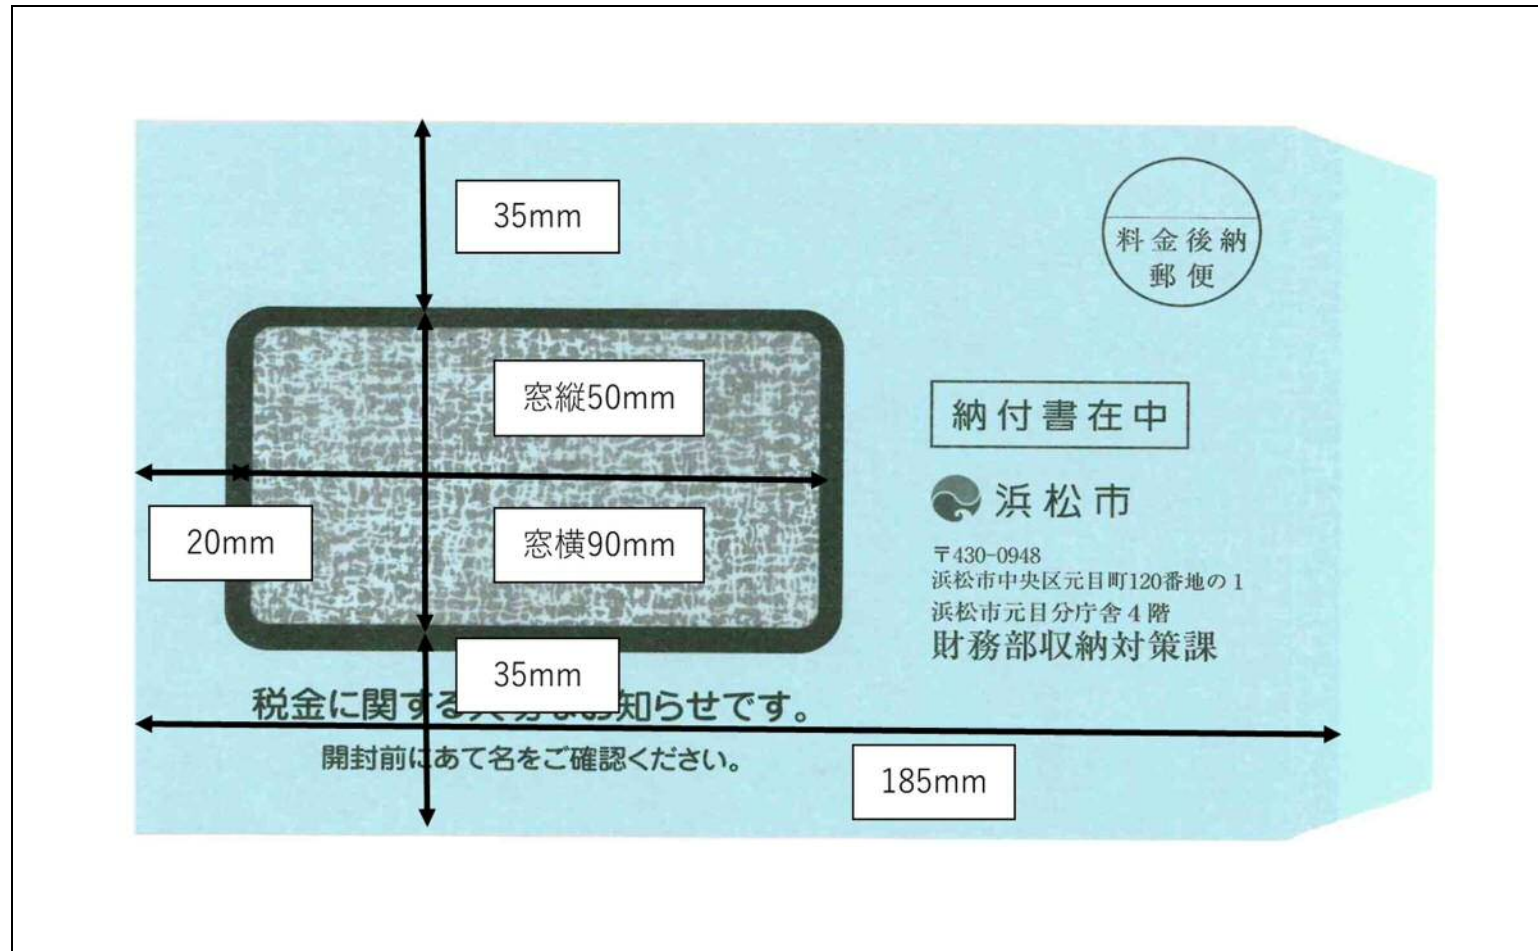 35mm
料金後納
郵便
窓縦50mm
納付書在中
浜松市
20mm
窓横90mm
〒430-0948
浜松市中央区元目町120番地の1
浜松市元目分庁舎4階
財務部収納対策課
35mm
税金に関する
お知らせです。
開封前にあて名をご確認ください。
185mm